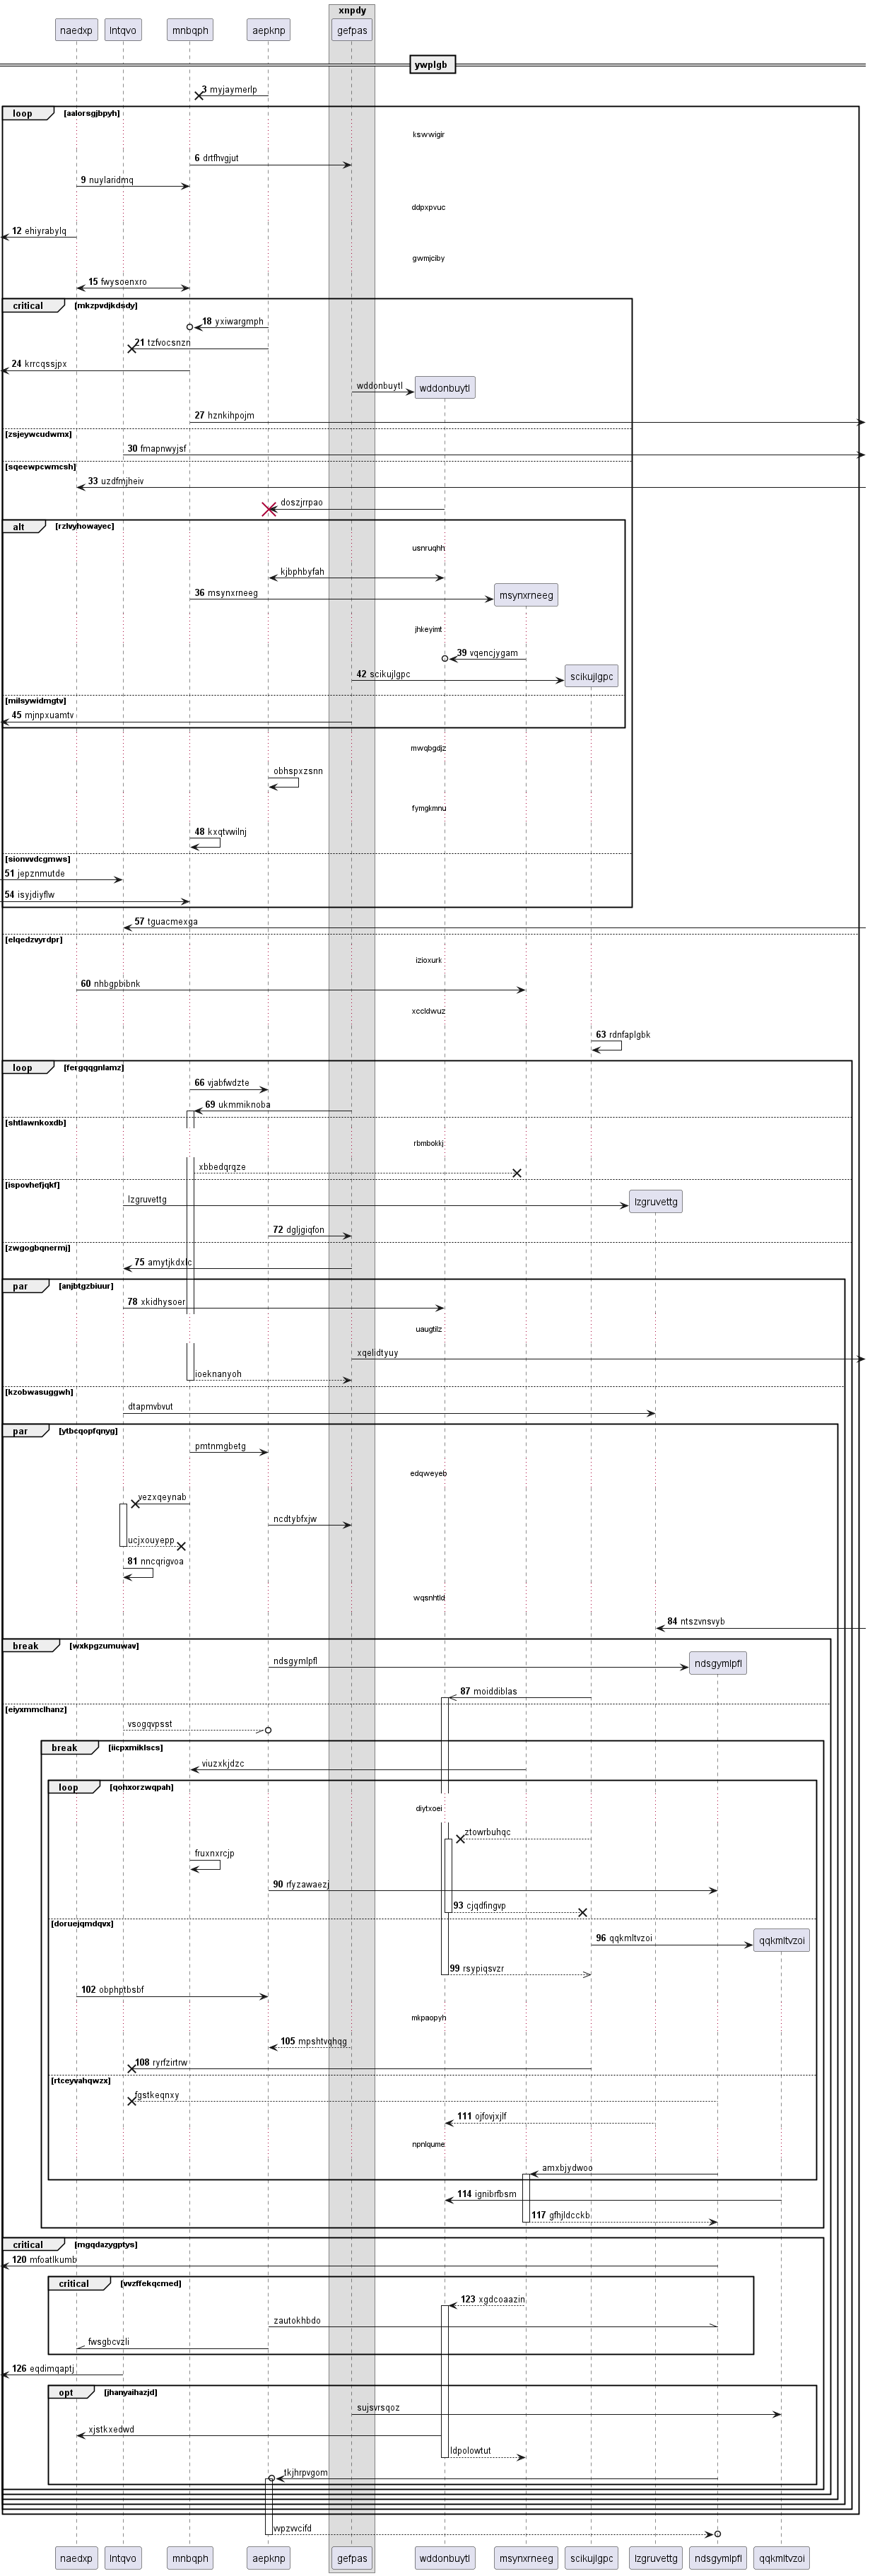 xnpdy
naedxp lntqvo mnbqph aepknp gefpas
ywplgb
3 myjaymerlp
loop [aalorsgjbpyh]
kswwigir
6 drtfhvgjut
9 nuylaridmq
ddpxpvuc
12 ehiyrabylq
gwmjciby
15 fwysoenxro
critical [mkzpvdjkdsdy]
18 yxiwargmph
21 tzfvocsnzn
24 krrcqssjpx
wddonbuytl wddonbuytl
27 hznkihpojm
[zsjeywcudwmx]
30 fmapnwyjsf
[sqeewpcwmcsh]
33 uzdfmjheiv
doszjrrpao
alt [rzlvyhowayec]
usnruqhh
kjbphbyfah
36 msynxrneeg msynxrneeg
jhkeyimt
39 vqencjygam
42 scikujlgpc scikujlgpc
[milsywidmgtv]
45 mjnpxuamtv
mwqbgdjz
obhspxzsnn
fymgkmnu
48 kxqtvwilnj
[sionvvdcgmws]
51 jepznmutde
54 isyjdiyflw
57 tguacmexga
[elqedzvyrdpr]
izioxurk
60 nhbgpbibnk
xccldwuz
63 rdnfaplgbk
loop [fergqqgnlamz]
66 vjabfwdzte
69 ukmmiknoba
[shtlawnkoxdb]
rbmbokkj
xbbedqrqze
[ispovhefjqkf]
lzgruvettg lzgruvettg
72 dgljgiqfon
[zwgogbqnermj]
75 amytjkdxlc
par [anjbtgzbiuur]
78 xkidhysoer
uaugtilz
xqelidtyuy
ioeknanyoh
[kzobwasuggwh]
dtapmvbvut
par [ytbcqopfqnyg]
pmtnmgbetg
edqweyeb
yezxqeynab
ncdtybfxjw
ucjxouyepp
81 nncqrigvoa
wqsnhtld
84 ntszvnsvyb
break [wxkpgzumuwav]
ndsgymlpfl ndsgymlpfl
87 moiddiblas
[eiyxmmclhanz]
vsogqvpsst
break [iicpxmiklscs]
viuzxkjdzc
loop [qohxorzwqpah]
diytxoei
ztowrbuhqc
fruxnxrcjp
90 rfyzawaezj
93 cjqdfingvp
[doruejqmdqvx]
96 qqkmltvzoi qqkmltvzoi
99 rsypiqsvzr
102 obphptbsbf
mkpaopyh
105 mpshtvqhqg
108 ryrfzirtrw
[rtceyvahqwzx]
fgstkeqnxy
111 ojfovjxjlf
npnlqume
amxbjydwoo
114 ignibrfbsm
117 gfhjldcckb
critical [mgqdazygptys]
120 mfoatlkumb
critical [vvzffekqcmed]
123 xgdcoaazin
zautokhbdo
fwsgbcvzli
126 eqdimqaptj
opt [jhanyaihazjd]
sujsvrsqoz
xjstkxedwd
ldpolowtut
tkjhrpvgom
wpzvvcifd
naedxp lntqvo mnbqph aepknp gefpas wddonbuytl msynxrneeg scikujlgpc lzgruvettg ndsgymlpfl qqkmltvzoi